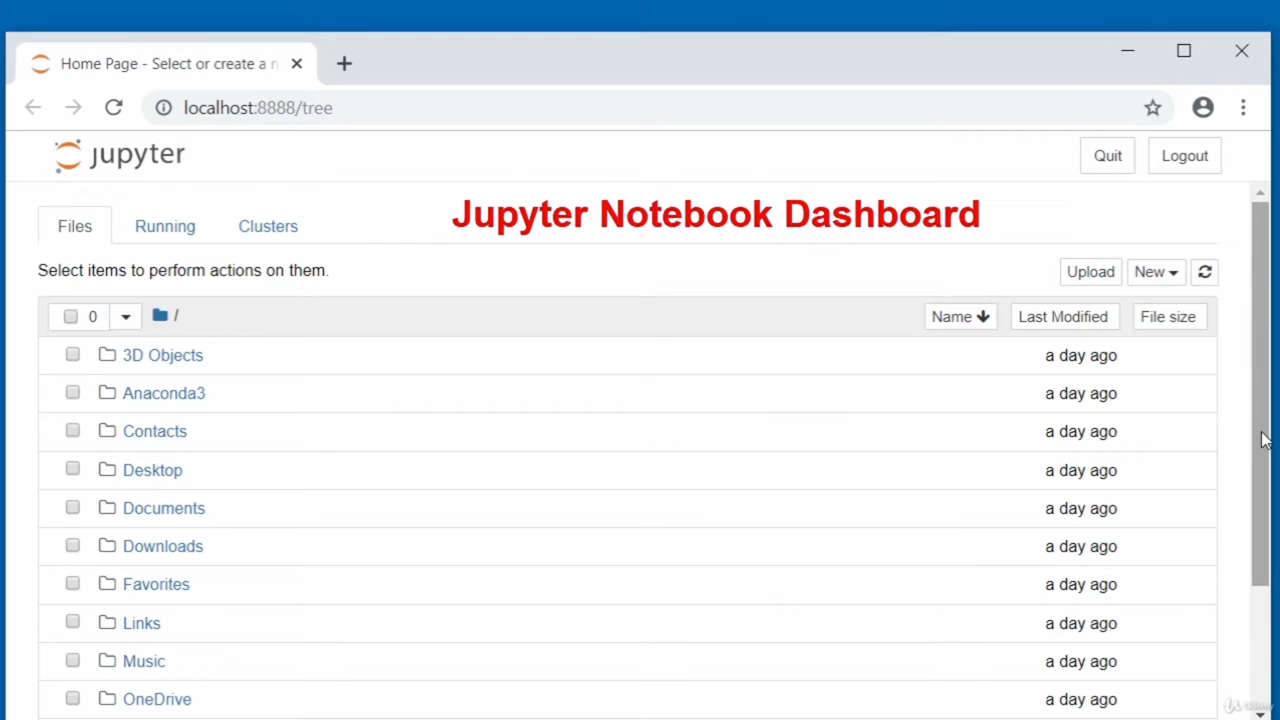 Home Page - Select or create a n
localhost:8888/tree
jupyter
Quit
Logout
Jupyter Notebook Dashboard
Files
Running
Clusters
Select items to perform actions on them.
Upload
New
0
/
Name
Last Modified
File size
3D Objects a day ago
Anaconda3 a day ago
Contacts a day ago
Desktop a day ago
Documents a day ago
Downloads a day ago
Favorites a day ago
Links a day ago
Music a day ago
OneDrive a day ago
Udemy